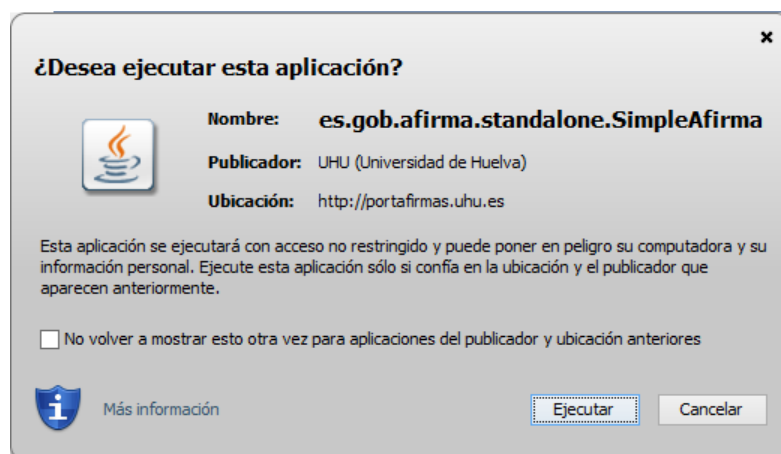 ¿Desea ejecutar esta aplicación?
Nombre: es.gob.afirma.standalone.SimpleAfirma
Publicador: UHU (Universidad de Huelva)
Ubicación: http://portafirmas.uhu.es
Esta aplicación se ejecutará con acceso no restringido y puede poner en peligro su computadora y su
información personal. Ejecute esta aplicación sólo si confía en la ubicación y el publicador que
aparecen anteriormente.
No volver a mostrar esto otra vez para aplicaciones del publicador y ubicación anteriores
Más información
Ejecutar
Cancelar